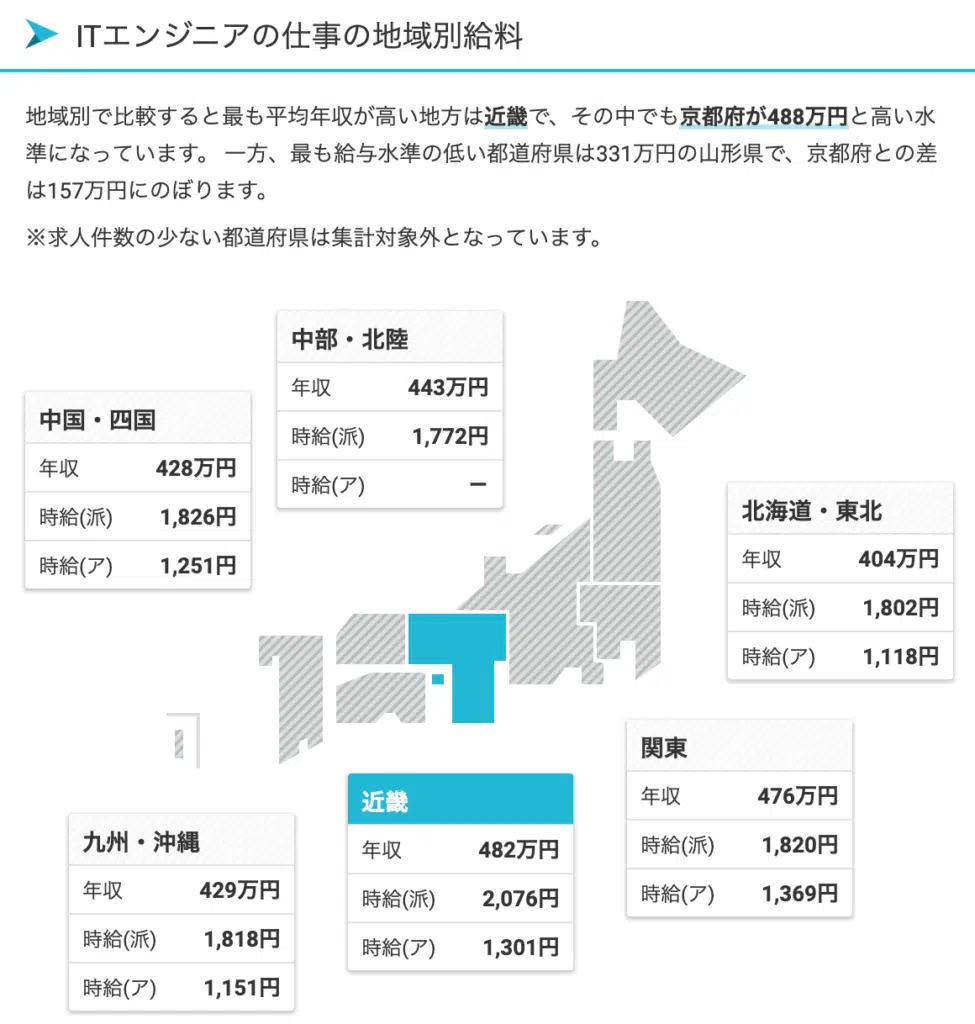 ITエンジニアの仕事の地域別給料
地域別で比較すると最も平均年収が高い地方は近畿で、その中でも京都府が488万円と高い水
準になっています。 一方、最も給与水準の低い都道府県は331万円の山形県で、京都府との差
は157万円にのぼります。
※求人件数の少ない都道府県は集計対象外となっています。
中部・北陸
年収 443万円
時給(派) 1,772円
時給(ア) ー
中国・四国
年収 428万円
時給(派) 1,826円
時給(ア) 1,251円
北海道・東北
年収 404万円
時給(派) 1,802円
時給(ア) 1,118円
関東
年収 476万円
時給(派) 1,820円
時給(ア) 1,369円
近畿
年収 482万円
時給(派) 2,076円
時給(ア) 1,301円
九州・沖縄
年収 429万円
時給(派) 1,818円
時給(ア) 1,151円